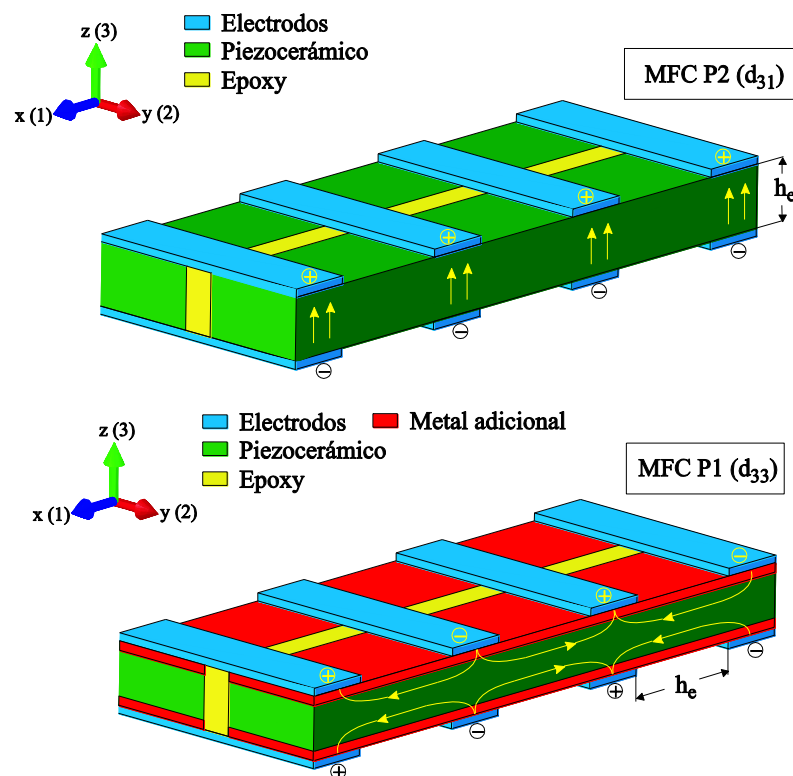 Electrodos
Piezocerámico
Epoxy
z (3)
x (1)
y (2)
MFC P2 (d31)
he
+ + + +
- - - -
Electrodos
Metal adicional
Piezocerámico
Epoxy
z (3)
x (1)
y (2)
MFC P1 (d33)
+ - + -
he
+ - + -